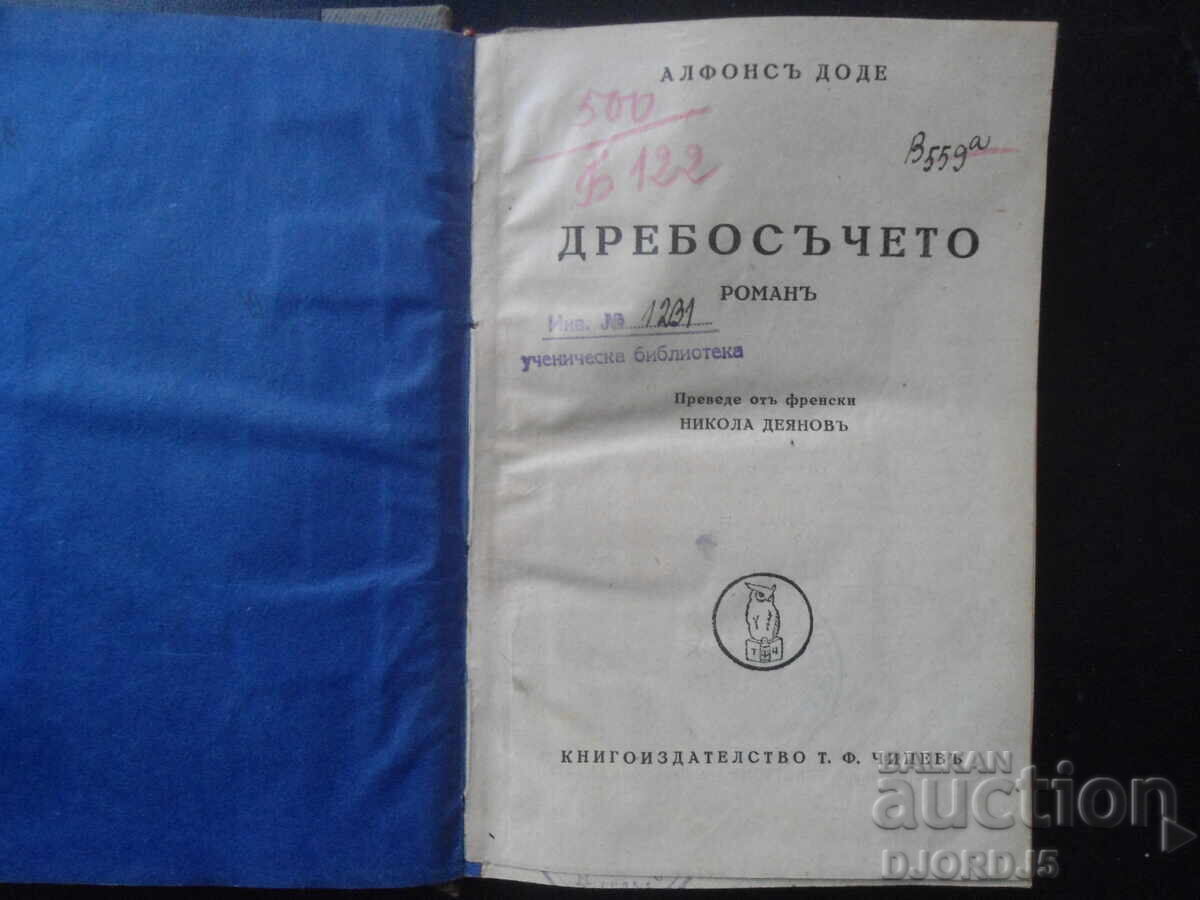 АЛФОНСЪ ДОДЕ
500
Ф 122
В559а
ДРЕБОСЪЧЕТО
РОМАНЪ
Инв. № 1231
ученическа библиотека
Преведе отъ френски
НИКОЛА ДЕЯНОВЪ
Т Ч
КНИГОИЗДАТЕЛСТВО Т. Ф. ЧИПЕВЪ
BALKAN
auction
DJORDJ5